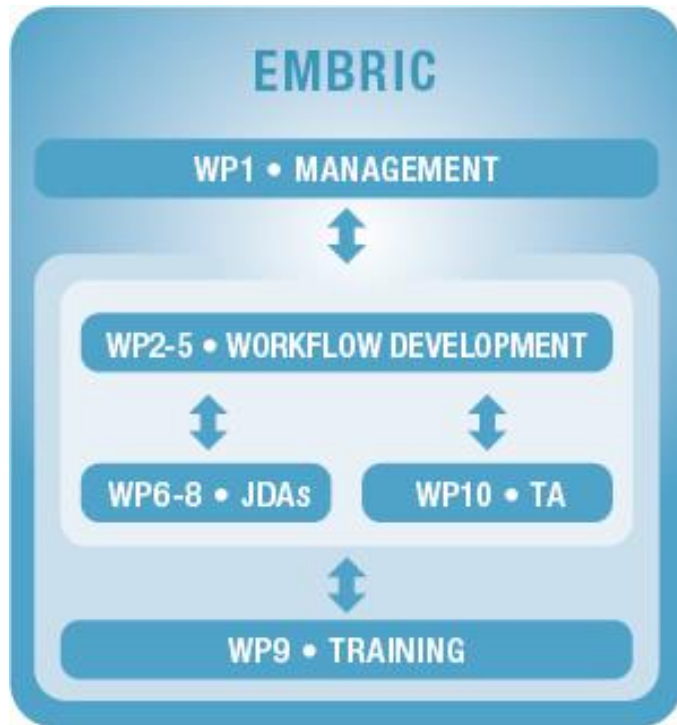 EMBRIC
WP1 • MANAGEMENT
WP2-5 • WORKFLOW DEVELOPMENT
WP6-8 • JDAs
WP10 • TA
WP9 • TRAINING